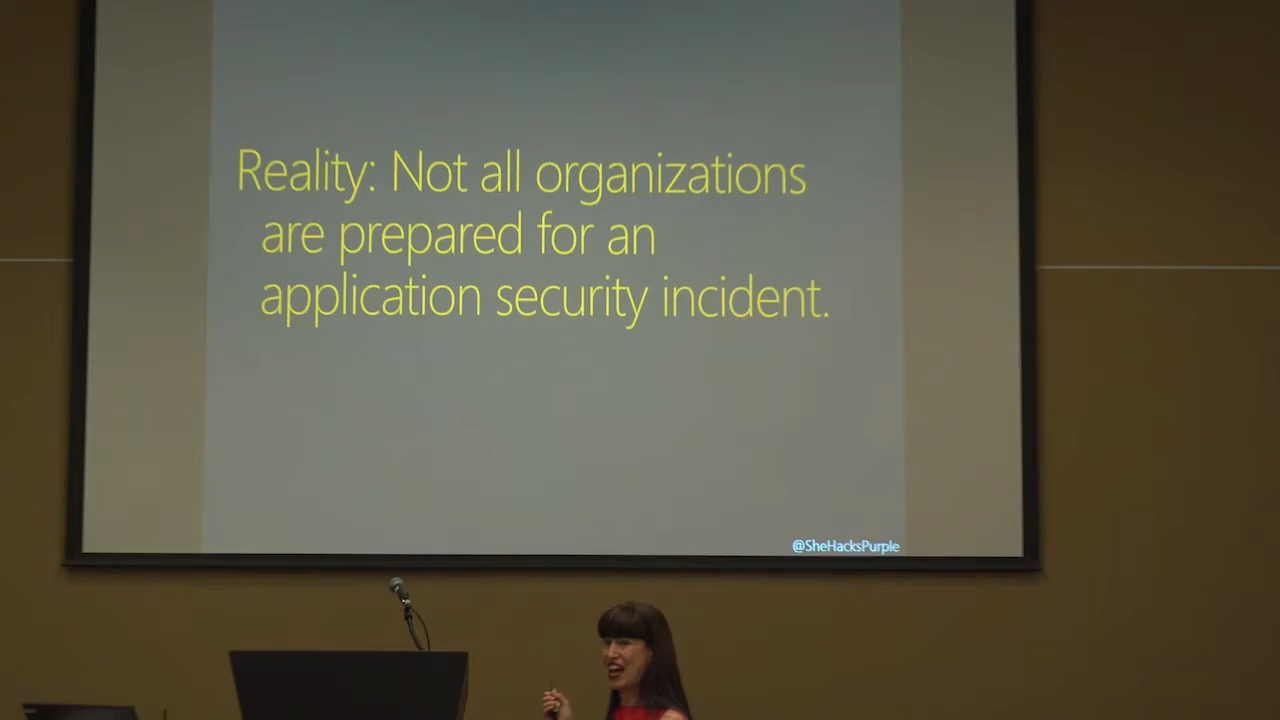 Reality: Not all organizations
are prepared for an
application security incident.
@SheHacksPurple